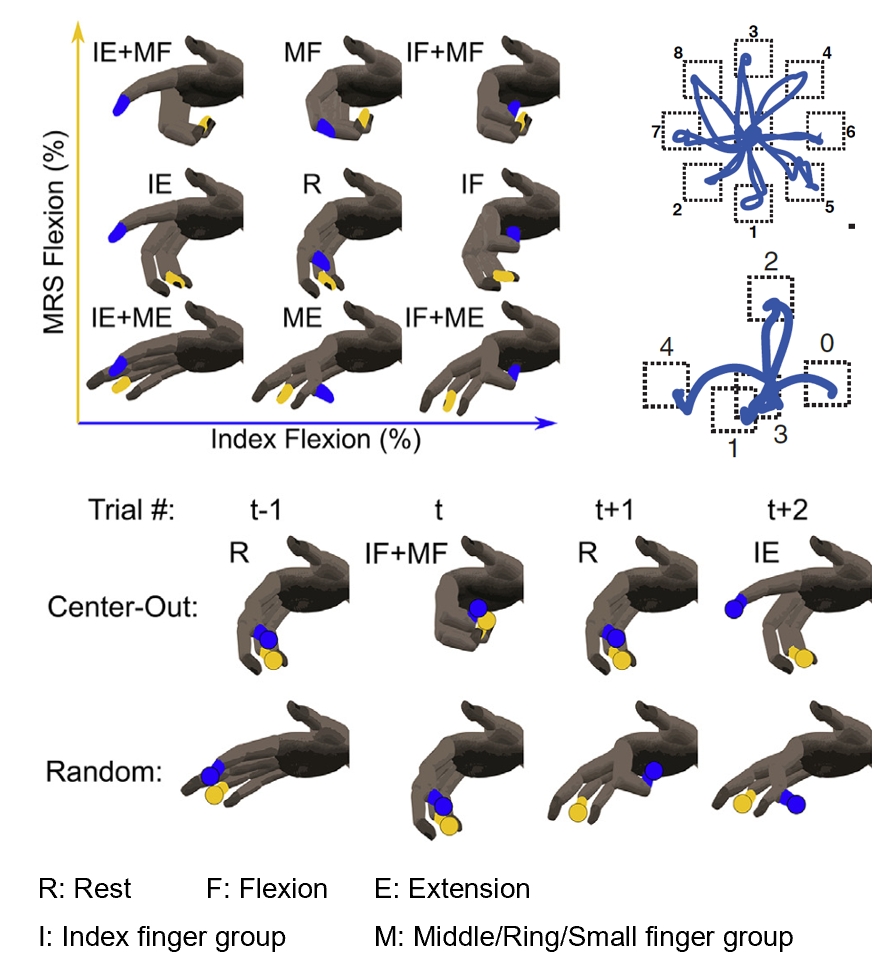 IE+MF MF IF+MF
IE R IF
IE+ME ME IF+ME
MRS Flexion (%)
Index Flexion (%)
3
8 4
7 6
2 5
1
2
4 0
1 3
Trial #: t-1 t t+1 t+2
R IF+MF R IE
Center-Out:
Random:
R: Rest F: Flexion E: Extension
I: Index finger group M: Middle/Ring/Small finger group